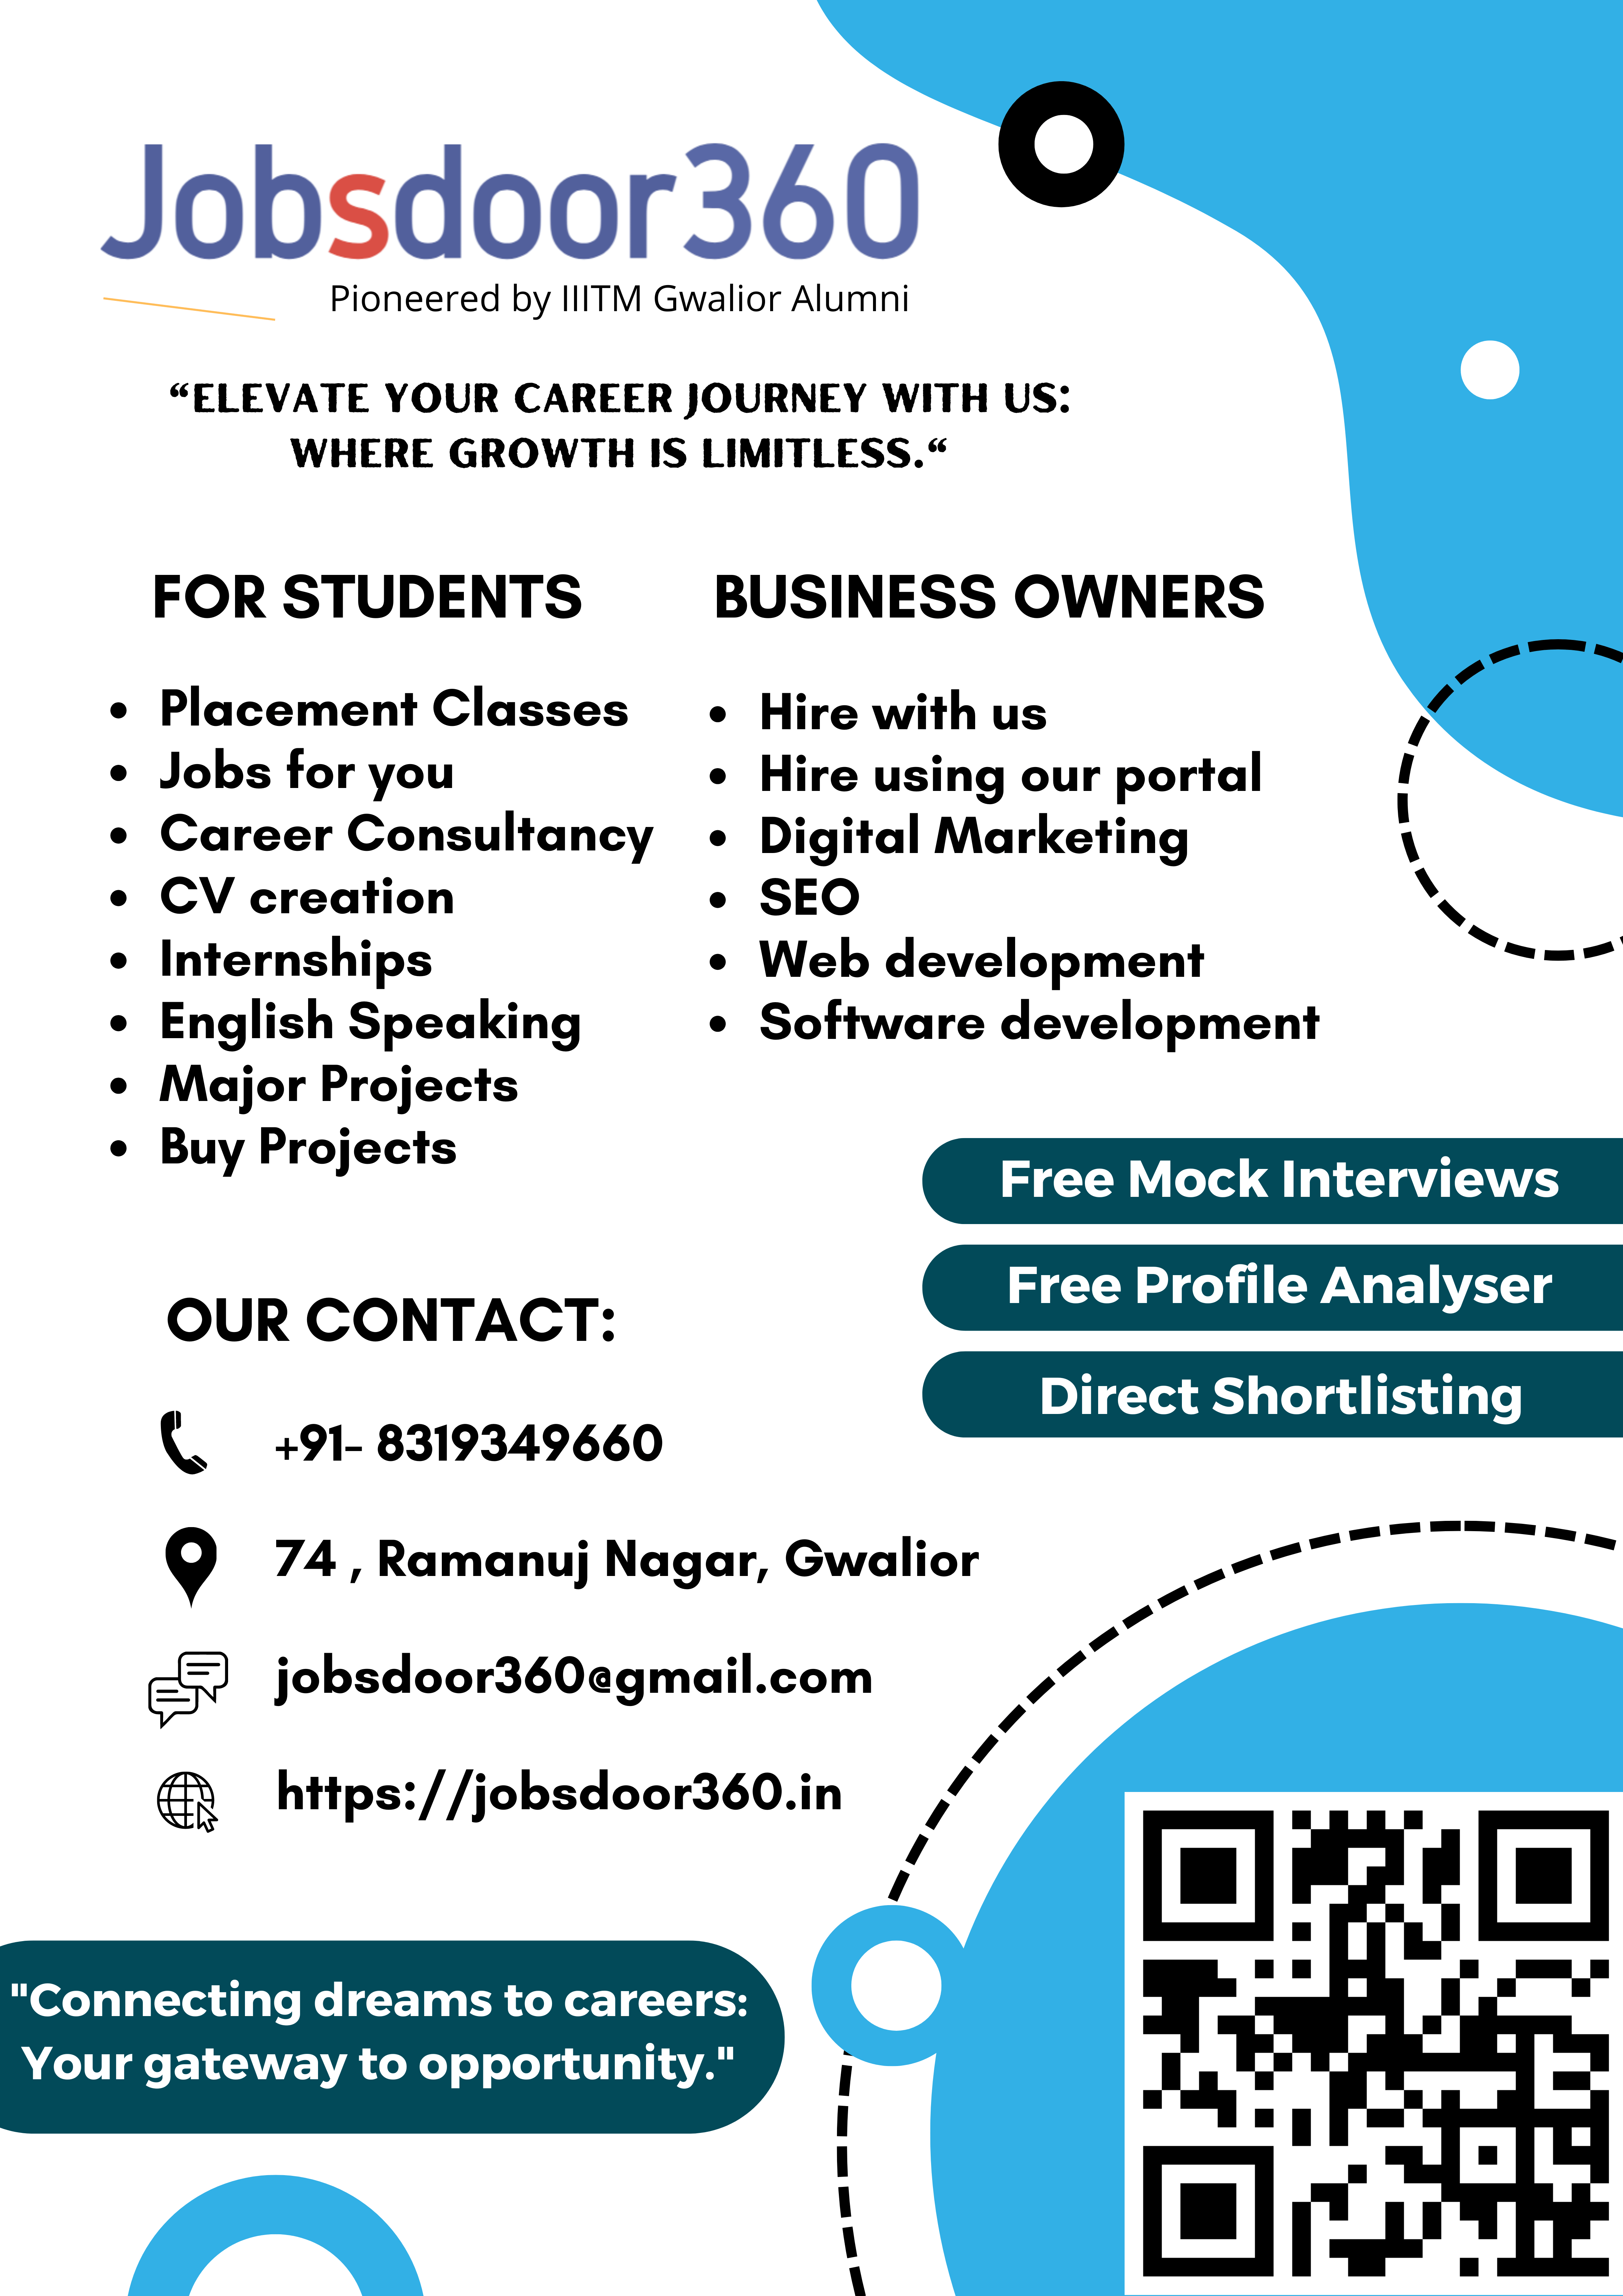 Jobsdoor360
Pioneered by IIITM Gwalior Alumni
“ELEVATE YOUR CAREER JOURNEY WITH US:
WHERE GROWTH IS LIMITLESS.“
FOR STUDENTS
• Placement Classes
• Jobs for you
• Career Consultancy
• CV creation
• Internships
• English Speaking
• Major Projects
• Buy Projects
BUSINESS OWNERS
• Hire with us
• Hire using our portal
• Digital Marketing
• SEO
• Web development
• Software development
Free Mock Interviews
Free Profile Analyser
Direct Shortlisting
OUR CONTACT:
+91- 8319349660
74 , Ramanuj Nagar, Gwalior
jobsdoor360@gmail.com
https://jobsdoor360.in
"Connecting dreams to careers:
Your gateway to opportunity."